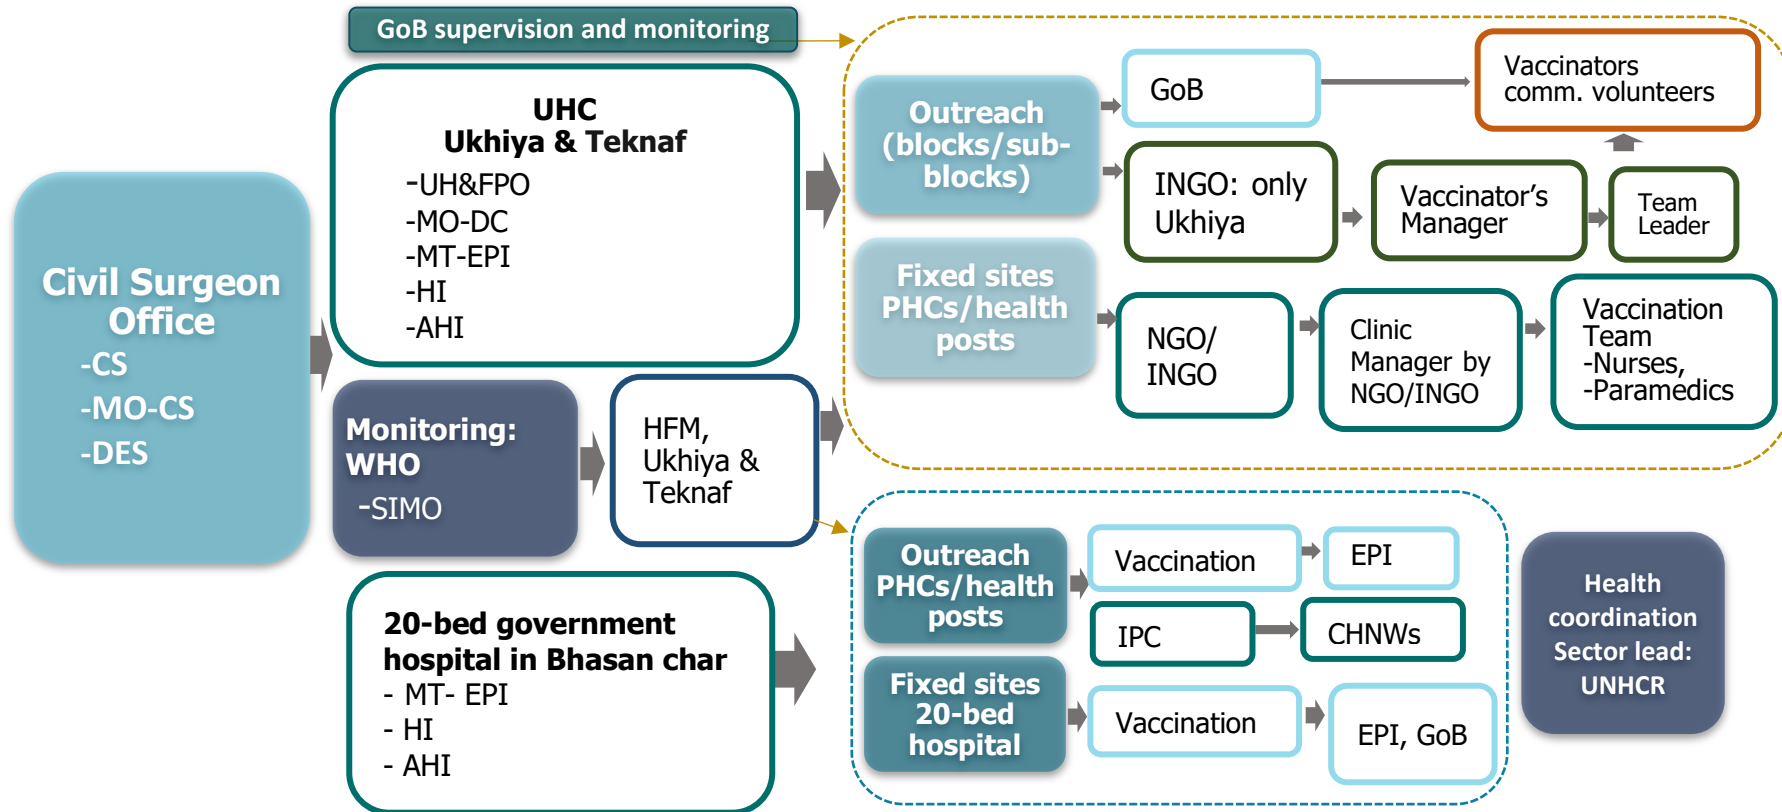 GoB supervision and monitoring
Civil Surgeon
Office
-CS
-MO-CS
-DES
UHC
Ukhiya & Teknaf
-UH&FPO
-MO-DC
-MT-EPI
-HI
-AHI
Monitoring:
WHO
-SIMO
HFM,
Ukhiya &
Teknaf
20-bed government
hospital in Bhasan char
- MT- EPI
- HI
- AHI
Outreach
(blocks/sub-
blocks)
GoB
Vaccinators
comm. volunteers
INGO: only
Ukhiya
Vaccinator’s
Manager
Team
Leader
Fixed sites
PHCs/health
posts
NGO/
INGO
Clinic
Manager by
NGO/INGO
Vaccination
Team
-Nurses,
-Paramedics
Outreach
PHCs/health
posts
Vaccination
EPI
IPC
CHNWs
Fixed sites
20-bed
hospital
Vaccination
EPI, GoB
Health
coordination
Sector lead:
UNHCR